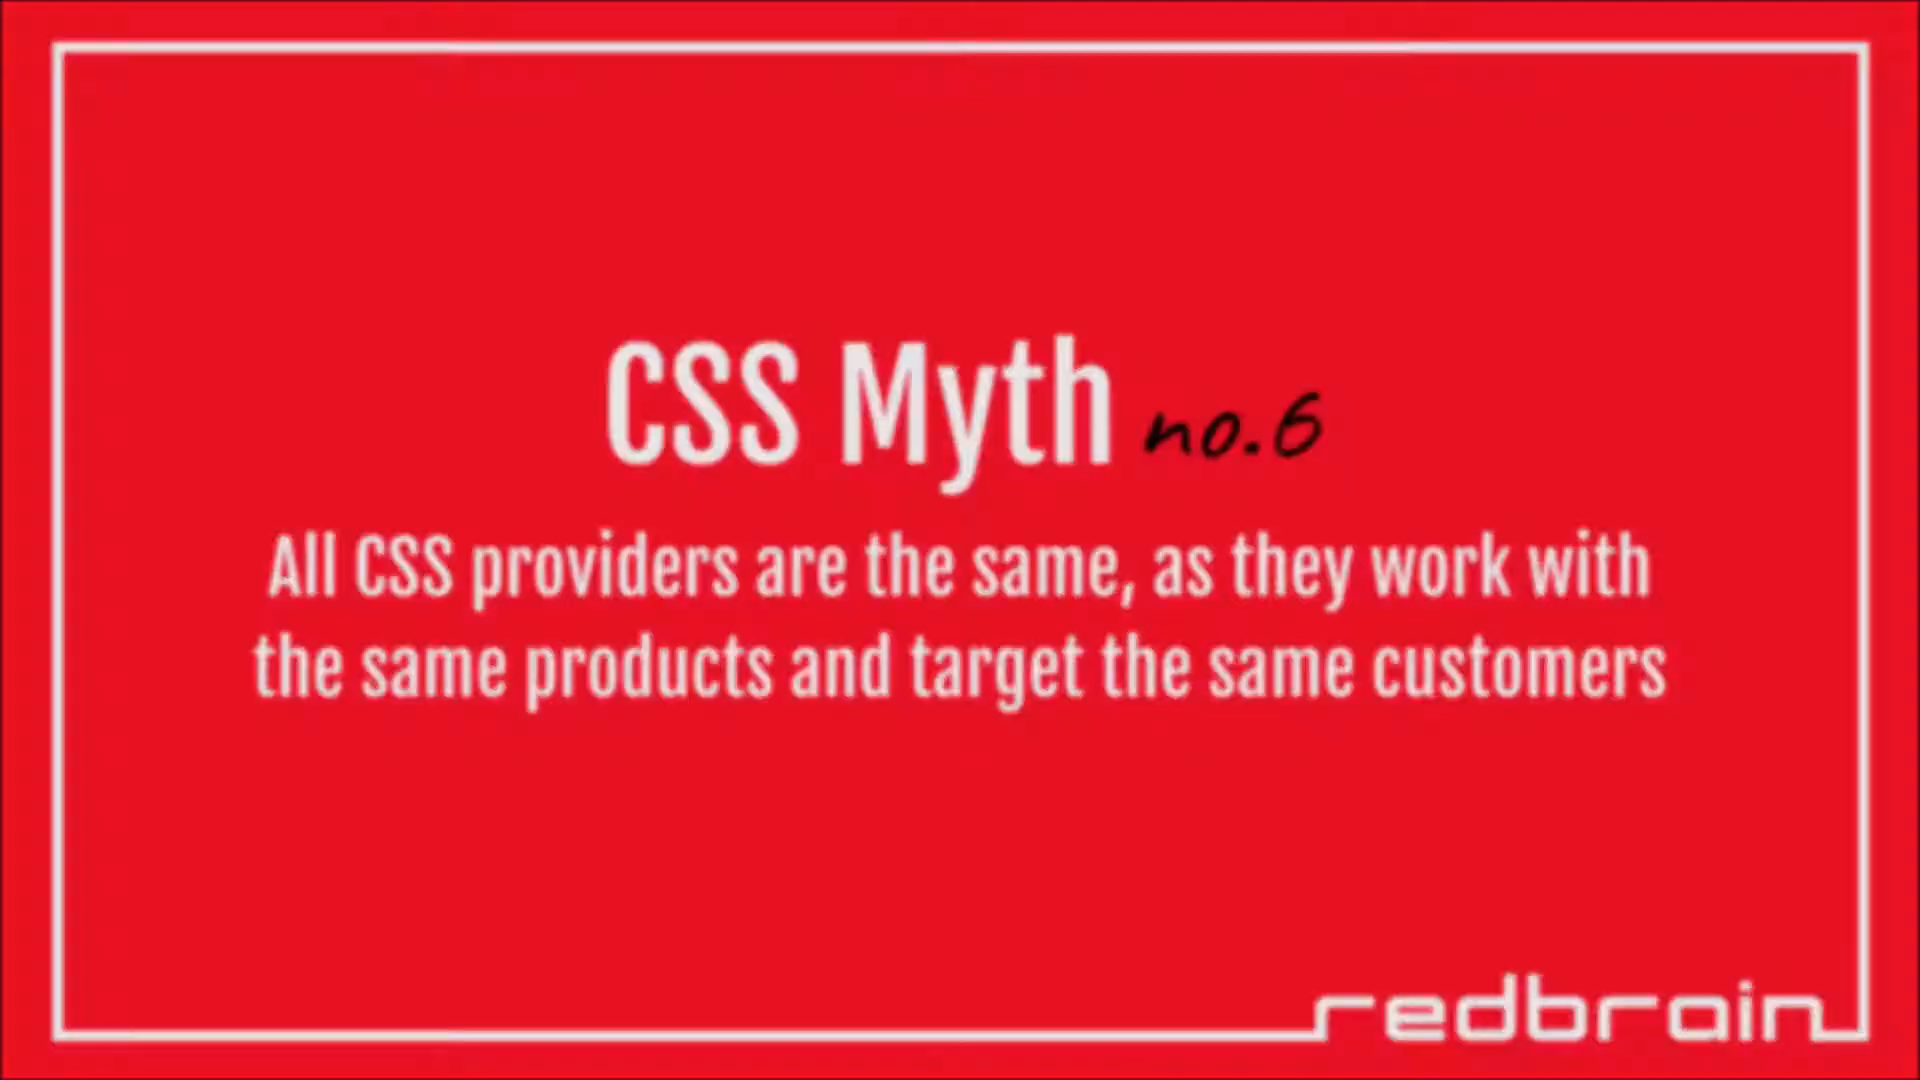 CSS Myth no.6
All CSS providers are the same, as they work with
the same products and target the same customers
redbrain